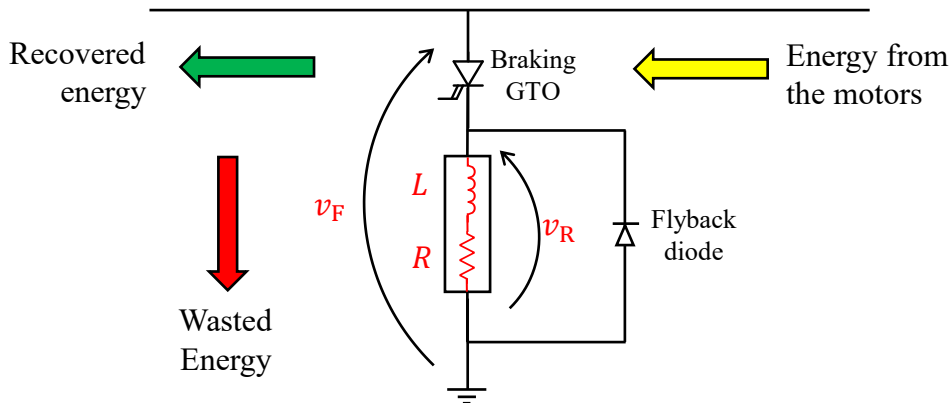 Recovered
energy
Braking
GTO
Energy from
the motors
L
v_F
v_R
R
Flyback
diode
Wasted
Energy